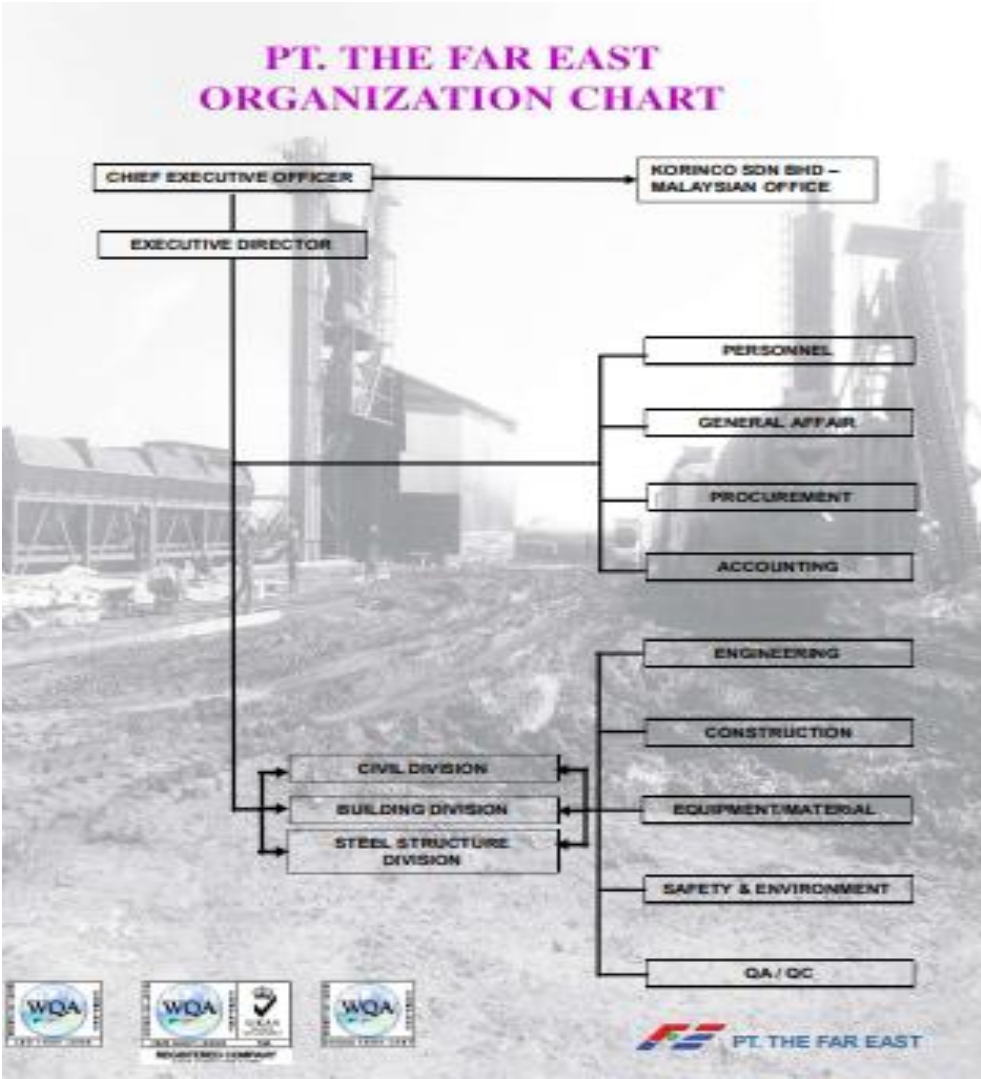 PT. THE FAR EAST
ORGANIZATION CHART
CHIEF EXECUTIVE OFFICER
KORINCO SDN BHD –
MALAYSIAN OFFICE
EXECUTIVE DIRECTOR
PERSONNEL
GENERAL AFFAIR
PROCUREMENT
ACCOUNTING
ENGINEERING
CONSTRUCTION
CIVIL DIVISION
BUILDING DIVISION
EQUIPMENT/MATERIAL
STEEL STRUCTURE
DIVISION
SAFETY & ENVIRONMENT
QA / QC
WQA
WQA
WQA
REGISTERED COMPANY
PT. THE FAR EAST